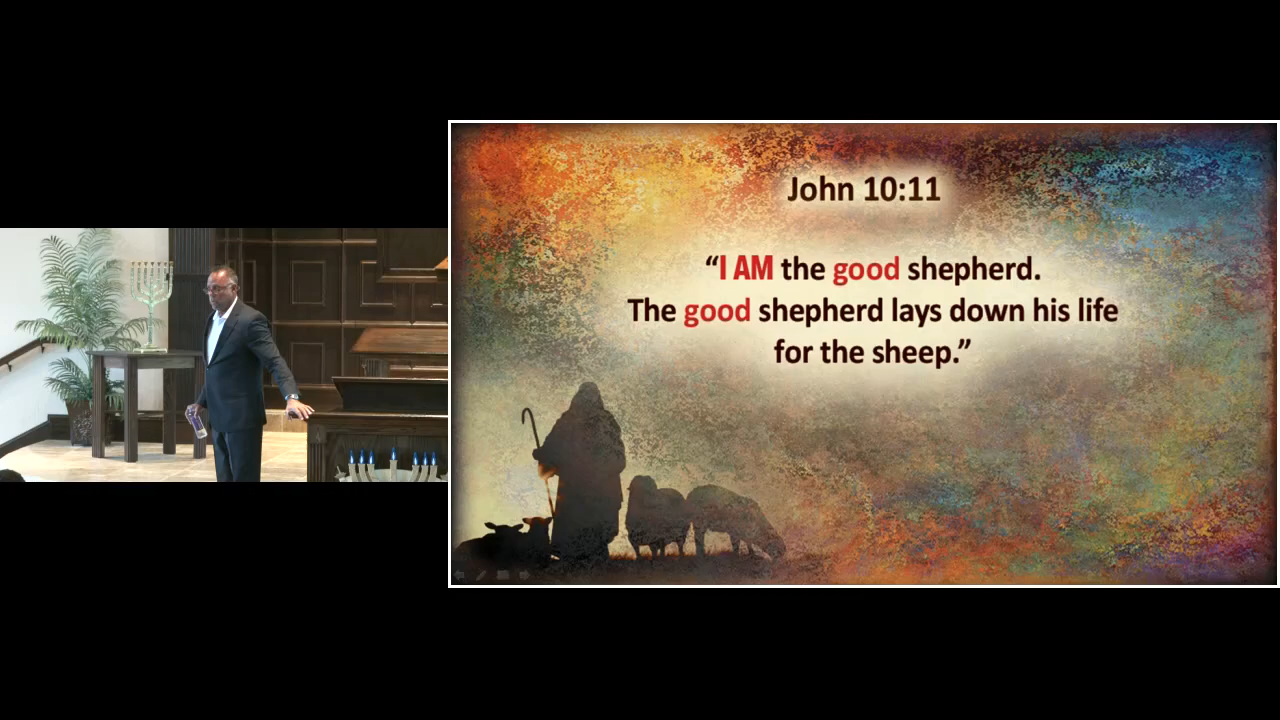 John 10:11
“I AM the good shepherd.
The good shepherd lays down his life
for the sheep.”